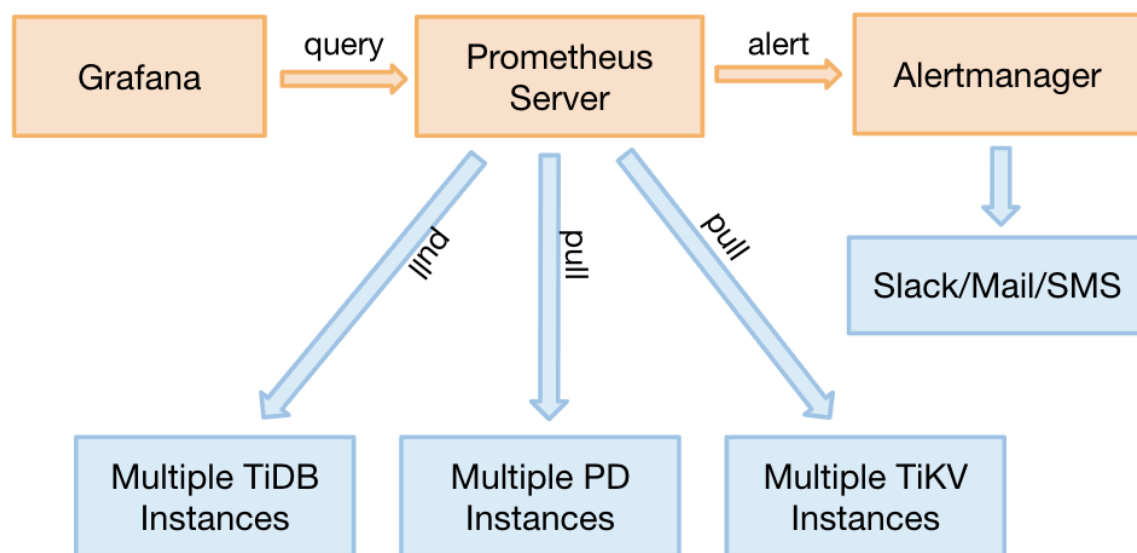 Grafana
query
Prometheus
Server
alert
Alertmanager
pull
pull
pull
Slack/Mail/SMS
Multiple TiDB
Instances
Multiple PD
Instances
Multiple TiKV
Instances